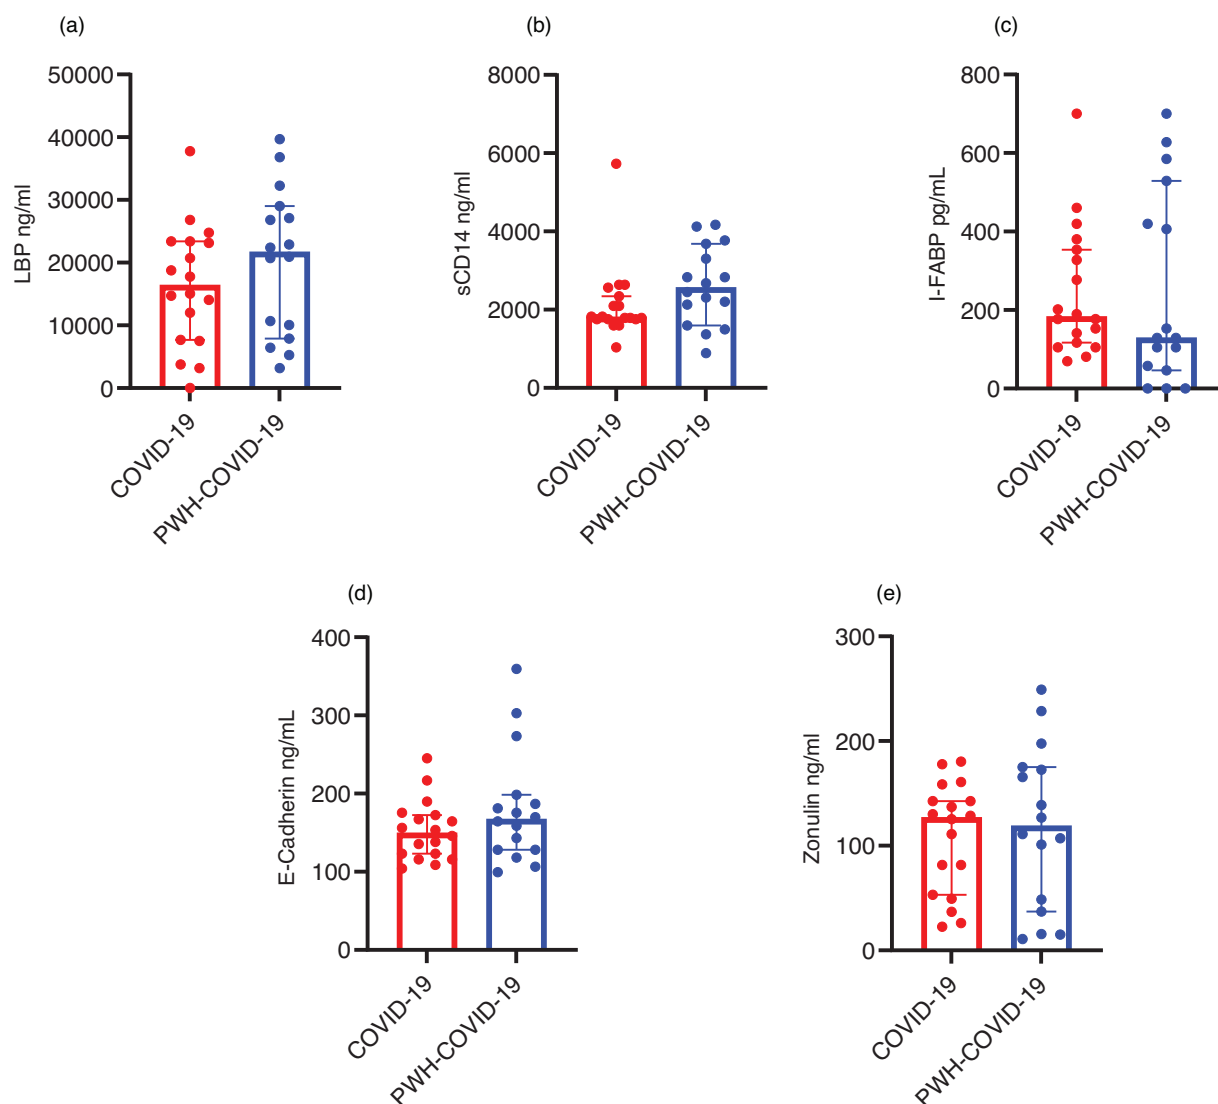 (a)
(b)
(c)
50000
40000
30000
20000
10000
0
LBP ng/ml
COVID-19
PWH-COVID-19
8000
6000
4000
2000
0
sCD14 ng/ml
COVID-19
PWH-COVID-19
800
600
400
200
0
I-FABP pg/mL
COVID-19
PWH-COVID-19
(d)
(e)
400
300
200
100
0
E-Cadherin ng/mL
COVID-19
PWH-COVID-19
300
200
100
0
Zonulin ng/ml
COVID-19
PWH-COVID-19